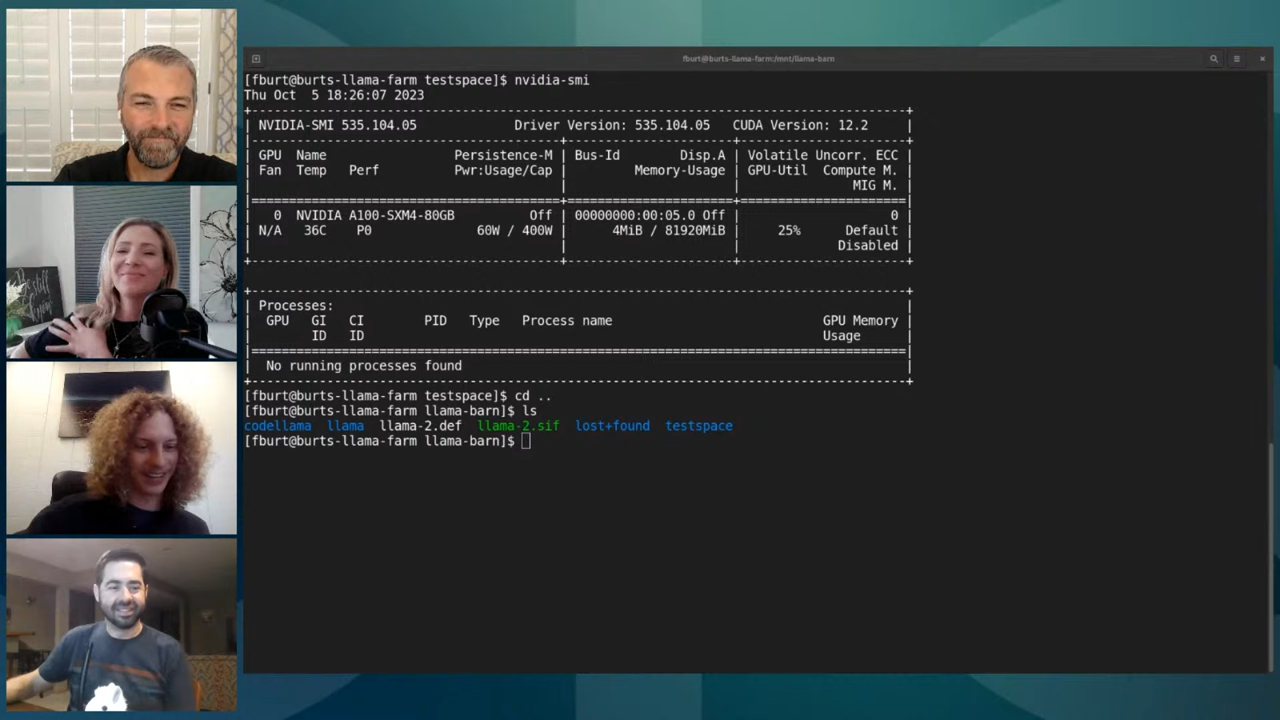 fburt@burts-llama-farm:/mnt/llama-barn
[fburt@burts-llama-farm testspace]$ nvidia-smi
Thu Oct  5 18:26:07 2023
NVIDIA-SMI 535.104.05 Driver Version: 535.104.05 CUDA Version: 12.2
GPU Name Persistence-M | Bus-Id Disp.A | Volatile Uncorr. ECC
Fan Temp Perf Pwr:Usage/Cap | Memory-Usage | GPU-Util Compute M.
MIG M.
0 NVIDIA A100-SXM4-80GB Off | 00000000:00:05.0 Off | 0
N/A 36C P0 60W / 400W | 4MiB / 81920MiB | 25% Default
Disabled
Processes:
GPU GI CI PID Type Process name GPU Memory
ID ID Usage
No running processes found
[fburt@burts-llama-farm testspace]$ cd ..
[fburt@burts-llama-farm llama-barn]$ ls
codellama llama llama-2.def llama-2.sif lost+found testspace
[fburt@burts-llama-farm llama-barn]$